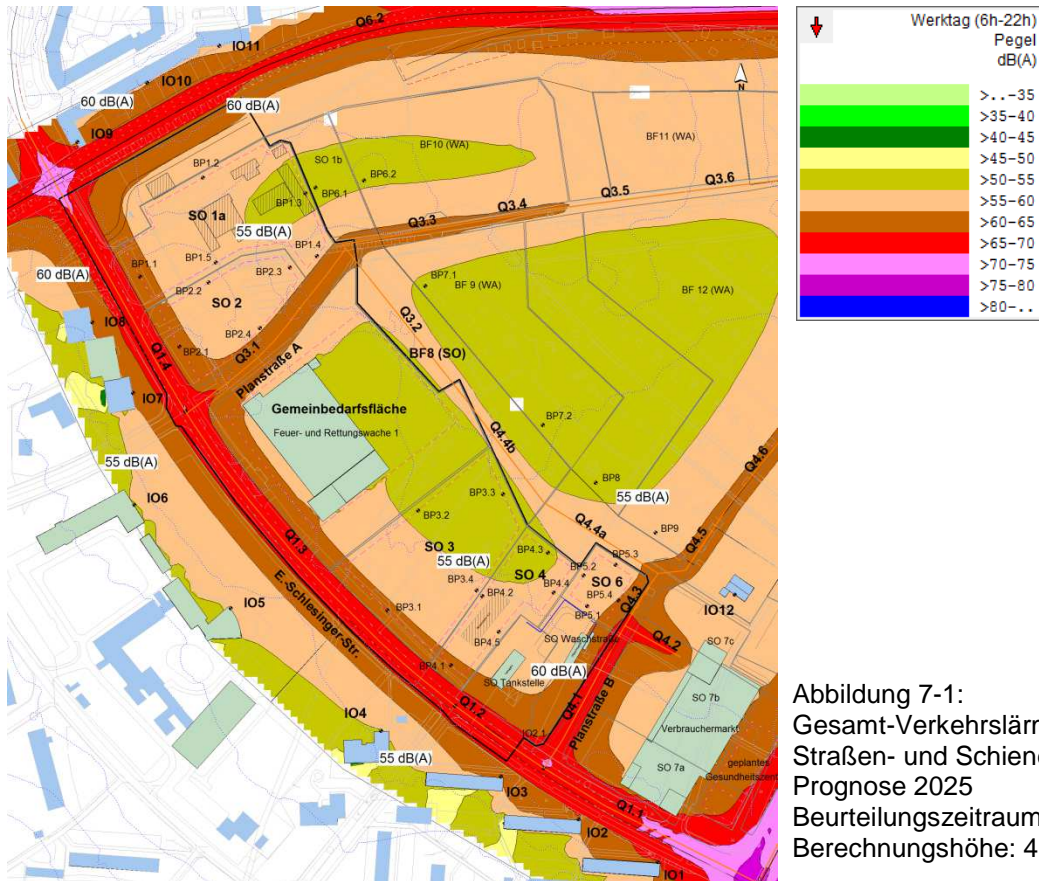 Q6.2
IO11
IO10
60 dB(A)
60 dB(A)
N
IO9
BF11 (WA)
BF10 (WA)
SO 1b
BP1.2
BP6.2
BP6.1
BP1.3
Q3.6
Q3.5
Q3.4
Q3.3
SO 1a
55 dB(A)
BP1.4
BP1.5
BP2.3
BP1.1
60 dB(A)
BP2.2
BP7.1
BF 9 (WA)
BF 12 (WA)
SO 2
Q3.2
IO8
BP2.4
BP2.1
Q3.1
Q1.4
BF8 (SO)
Planstraße A
IO7
Gemeinbedarfsfläche
Feuer- und Rettungswache 1
BP7.2
Q4.4b
55 dB(A)
Q4.6
BP8
55 dB(A)
IO6
BP3.3
BP3.2
Q4.4a
BP9
Q1.3
SO 3
55 dB(A)
BP4.3
Q4.5
BP5.3
BP5.2
SO 4
SO 6
BP3.4
BP4.2
BP4.4
BP5.4
Q4.3
IO12
E.-Schlesinger-Str.
IO5
BP3.1
BP5.1
BP4.5
SO Waschstraße
Q4.2
SO 7c
BP4.1
60 dB(A)
SO Tankstelle
Q4.1
SO 7b
Q1.2
IO4
IO2.1
Planstraße B
Verbrauchermarkt
55 dB(A)
SO 7a
geplantes
IO3
Q1.1
IO2
IO1
Werktag (6h-22h)
Pegel
dB(A)
>..-35
>35-40
>40-45
>45-50
>50-55
>55-60
>60-65
>65-70
>70-75
>75-80
>80-..
Abbildung 7-1:
Straßen- und
Prognose 2025
Beurteilungszeitraum
Berechnungshöhe: 4